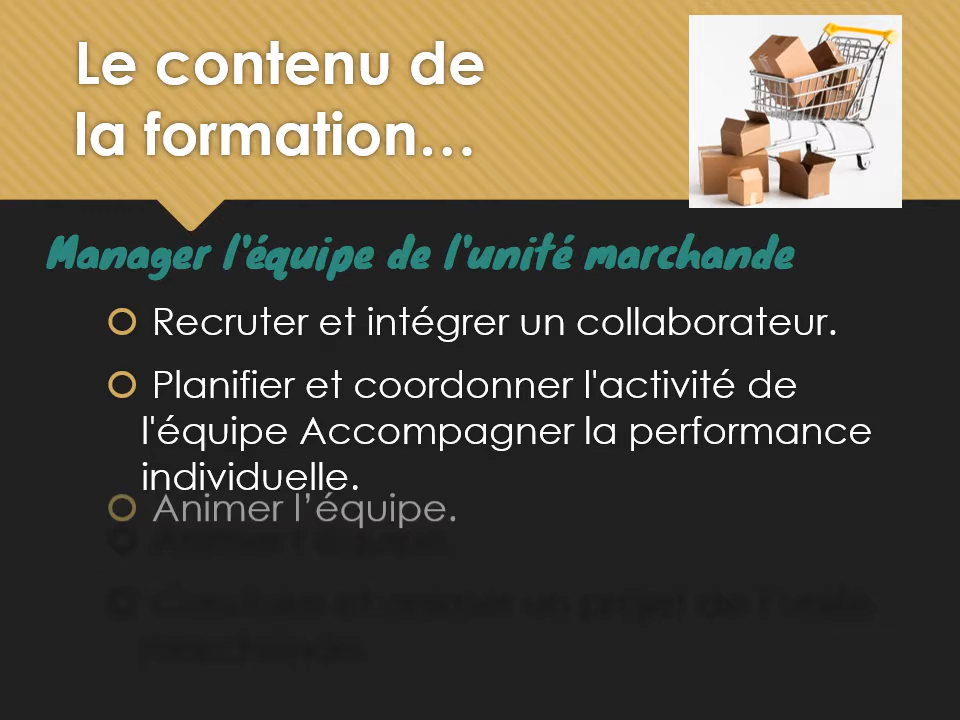 Le contenu de
la formation…
Manager l'équipe de l'unité marchande
Recruter et intégrer un collaborateur.
Planifier et coordonner l'activité de
l'équipe Accompagner la performance
individuelle.
Animer l’équipe.